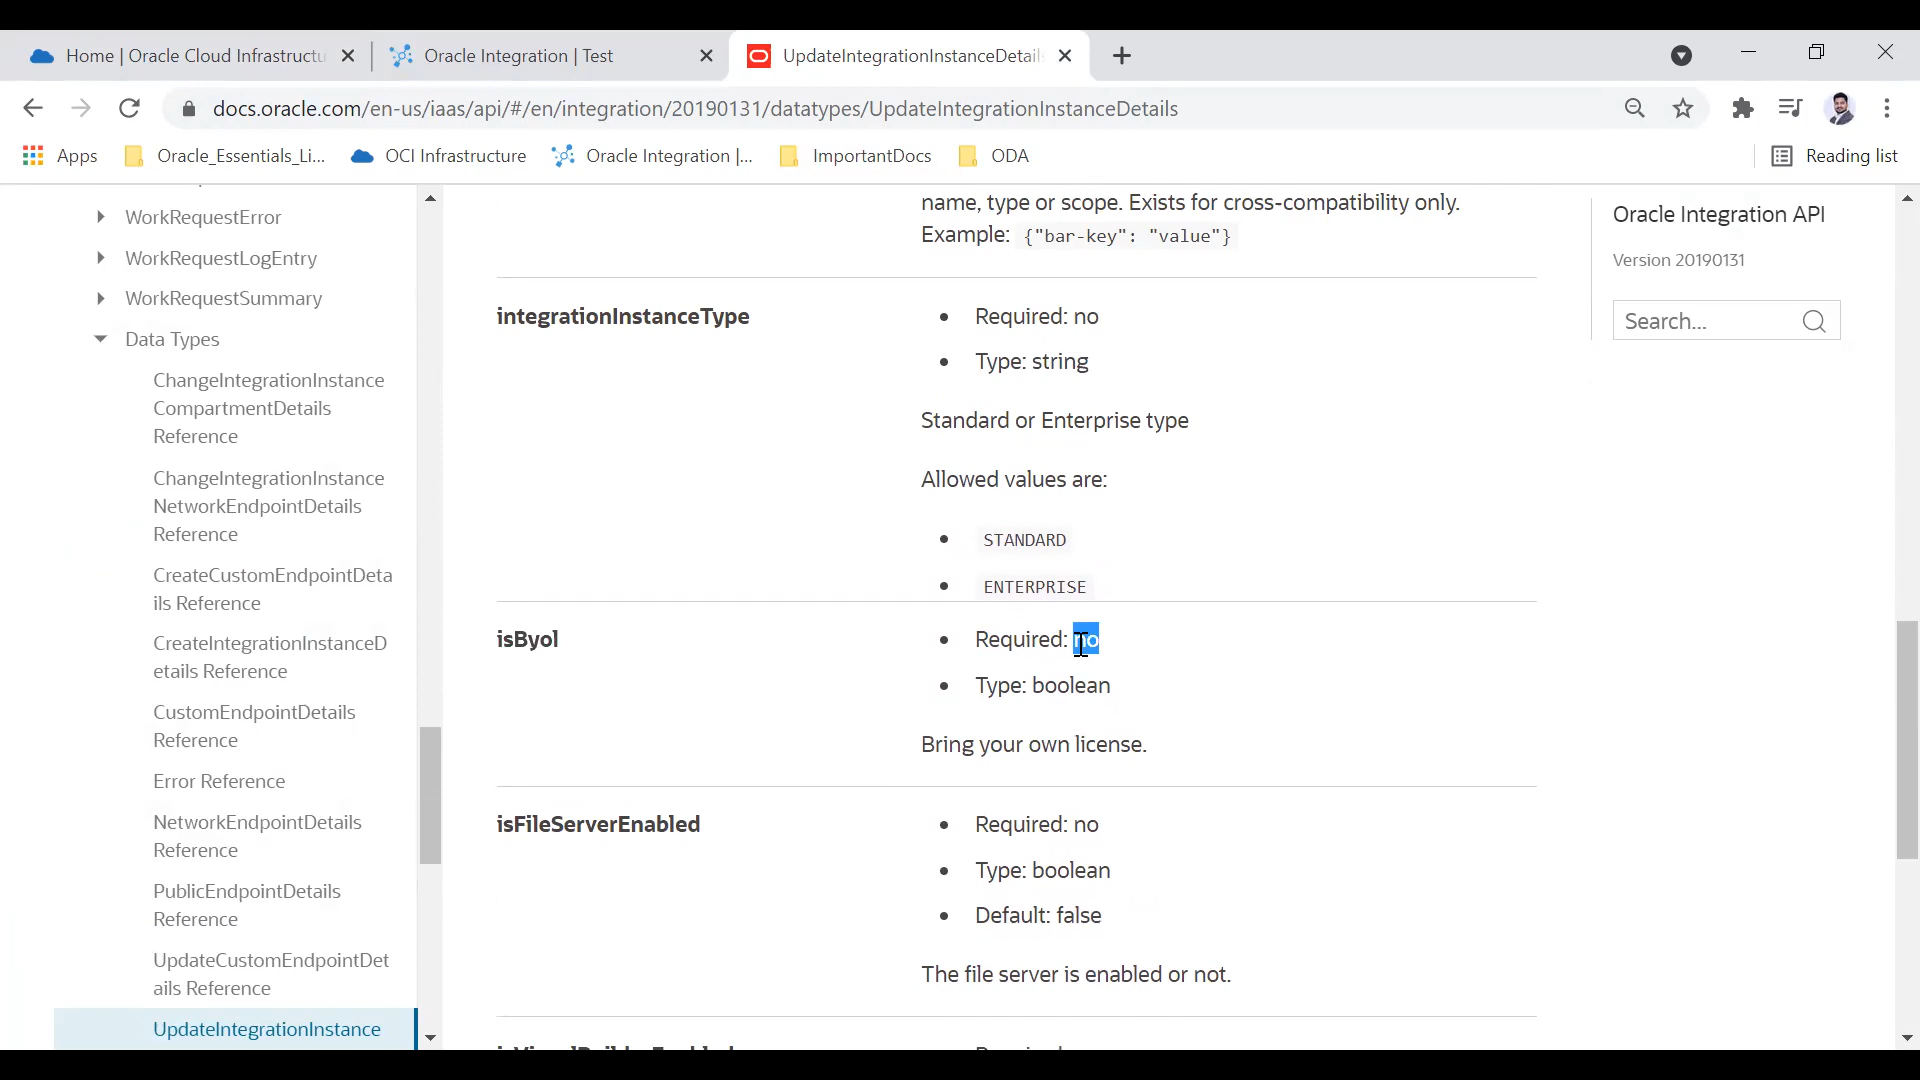 Home | Oracle Cloud Infrastructu
Oracle Integration | Test
UpdateIntegrationInstanceDetails
docs.oracle.com/en-us/iaas/api/#/en/integration/20190131/datatypes/UpdateIntegrationInstanceDetails
Apps
Oracle_Essentials_Li...
OCI Infrastructure
Oracle Integration |...
ImportantDocs
ODA
Reading list
WorkRequestError
WorkRequestLogEntry
WorkRequestSummary
Data Types
ChangeIntegrationInstance
CompartmentDetails
Reference
ChangeIntegrationInstance
NetworkEndpointDetails
Reference
CreateCustomEndpointDeta
ils Reference
CreateIntegrationInstanceD
etails Reference
CustomEndpointDetails
Reference
Error Reference
NetworkEndpointDetails
Reference
PublicEndpointDetails
Reference
UpdateCustomEndpointDet
ails Reference
UpdateIntegrationInstance
name, type or scope. Exists for cross-compatibility only.
Example: {"bar-key": "value"}
integrationInstanceType
Required: no
Type: string
Standard or Enterprise type
Allowed values are:
STANDARD
ENTERPRISE
isByol
Required: no
Type: boolean
Bring your own license.
isFileServerEnabled
Required: no
Type: boolean
Default: false
The file server is enabled or not.
Oracle Integration API
Version 20190131
Search...